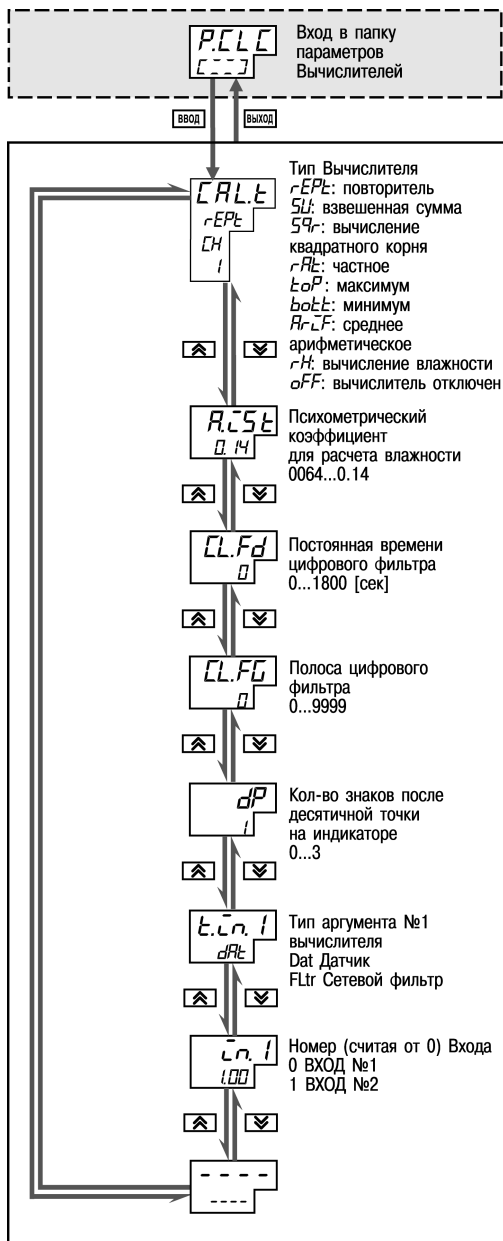 P.CLC
[---]
Вход в папку
параметров
Вычислителей
ВВОД
ВЫХОД
CAL.t
rEPt
CH
1
Тип Вычислителя
rEPt: повторитель
SU: взвешенная сумма
Sqr: вычисление
квадратного корня
rAt: частное
toP: максимум
bott: минимум
AriF: среднее
арифметическое
rH: вычисление влажности
oFF: вычислитель отключен
A.iSt
0.14
Психометрический
коэффициент
для расчета влажности
0064...0.14
CL.Fd
0
Постоянная времени
цифрового фильтра
0...1800 [сек]
CL.FG
0
Полоса цифрового
фильтра
0...9999
dP
1
Кол-во знаков после
десятичной точки
на индикаторе
0...3
t.in.1
dAt
Тип аргумента №1
вычислителя
Dat Датчик
FLtr Сетевой фильтр
in.1
1.00
Номер (считая от 0) Входа
0 ВХОД №1
1 ВХОД №2
- - - -
----